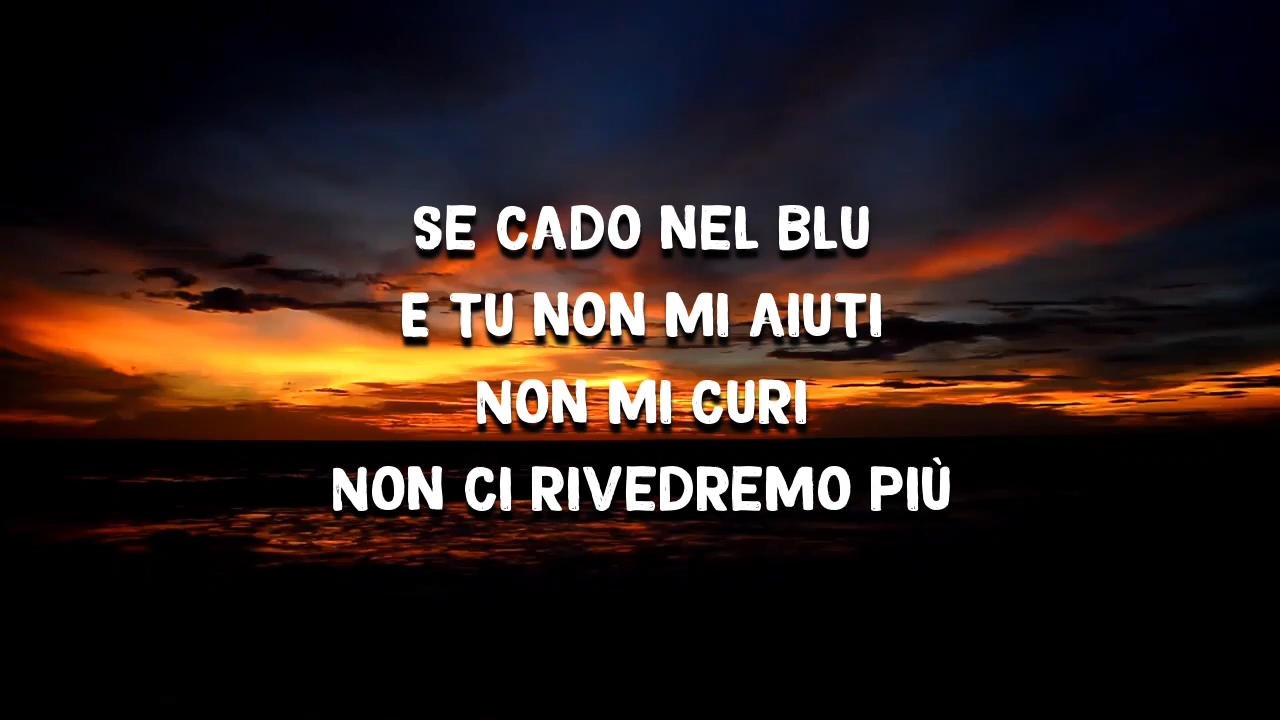 SE CADO NEL BLU
E TU NON MI AIUTI
NON MI CURI
NON CI RIVEDREMO PIÙ